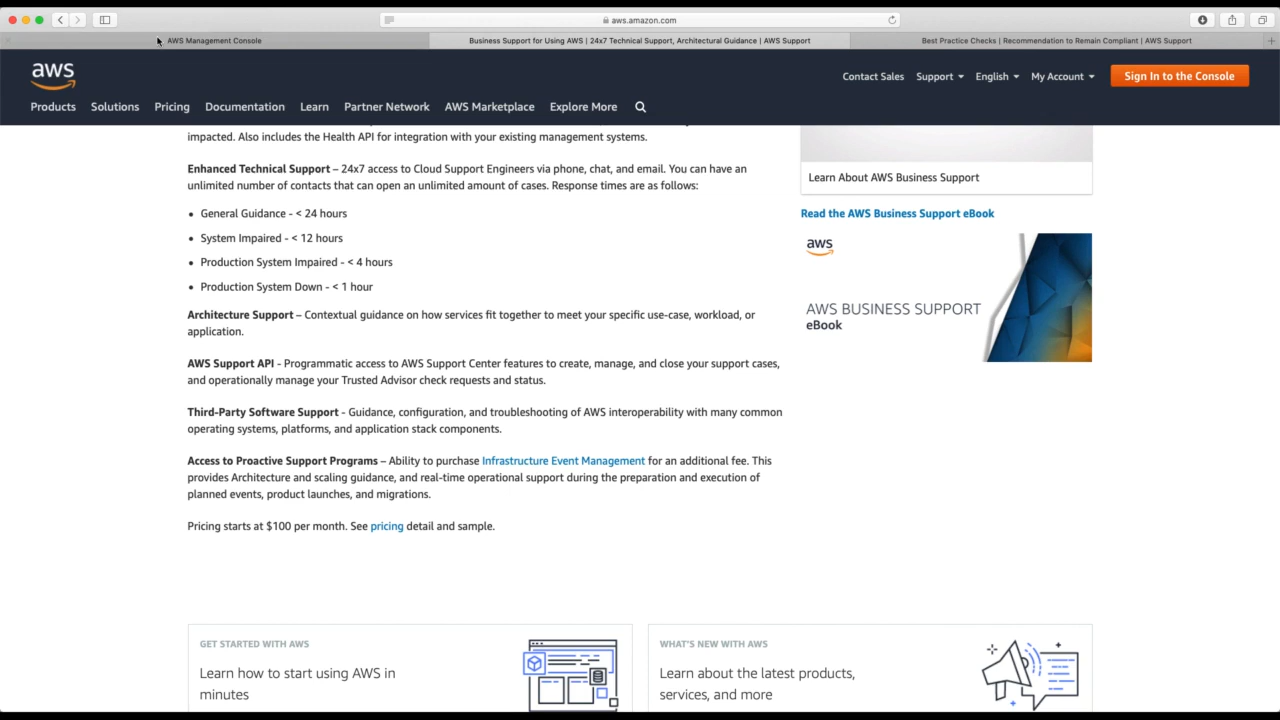 aws.amazon.com
AWS Management Console
Business Support for Using AWS | 24x7 Technical Support, Architectural Guidance | AWS Support
Best Practice Checks | Recommendation to Remain Compliant | AWS Support
aws
Contact Sales
Support
English
My Account
Sign In to the Console
Products
Solutions
Pricing
Documentation
Learn
Partner Network
AWS Marketplace
Explore More
impacted. Also includes the Health API for integration with your existing management systems.
Enhanced Technical Support – 24x7 access to Cloud Support Engineers via phone, chat, and email. You can have an
unlimited number of contacts that can open an unlimited amount of cases. Response times are as follows:
• General Guidance - < 24 hours
• System Impaired - < 12 hours
• Production System Impaired - < 4 hours
• Production System Down - < 1 hour
Architecture Support – Contextual guidance on how services fit together to meet your specific use-case, workload, or
application.
AWS Support API - Programmatic access to AWS Support Center features to create, manage, and close your support cases,
and operationally manage your Trusted Advisor check requests and status.
Third-Party Software Support - Guidance, configuration, and troubleshooting of AWS interoperability with many common
operating systems, platforms, and application stack components.
Access to Proactive Support Programs – Ability to purchase Infrastructure Event Management for an additional fee. This
provides Architecture and scaling guidance, and real-time operational support during the preparation and execution of
planned events, product launches, and migrations.
Pricing starts at $100 per month. See pricing detail and sample.
Learn About AWS Business Support
Read the AWS Business Support eBook
aws
AWS BUSINESS SUPPORT
eBook
GET STARTED WITH AWS
Learn how to start using AWS in
minutes
WHAT'S NEW WITH AWS
Learn about the latest products,
services, and more